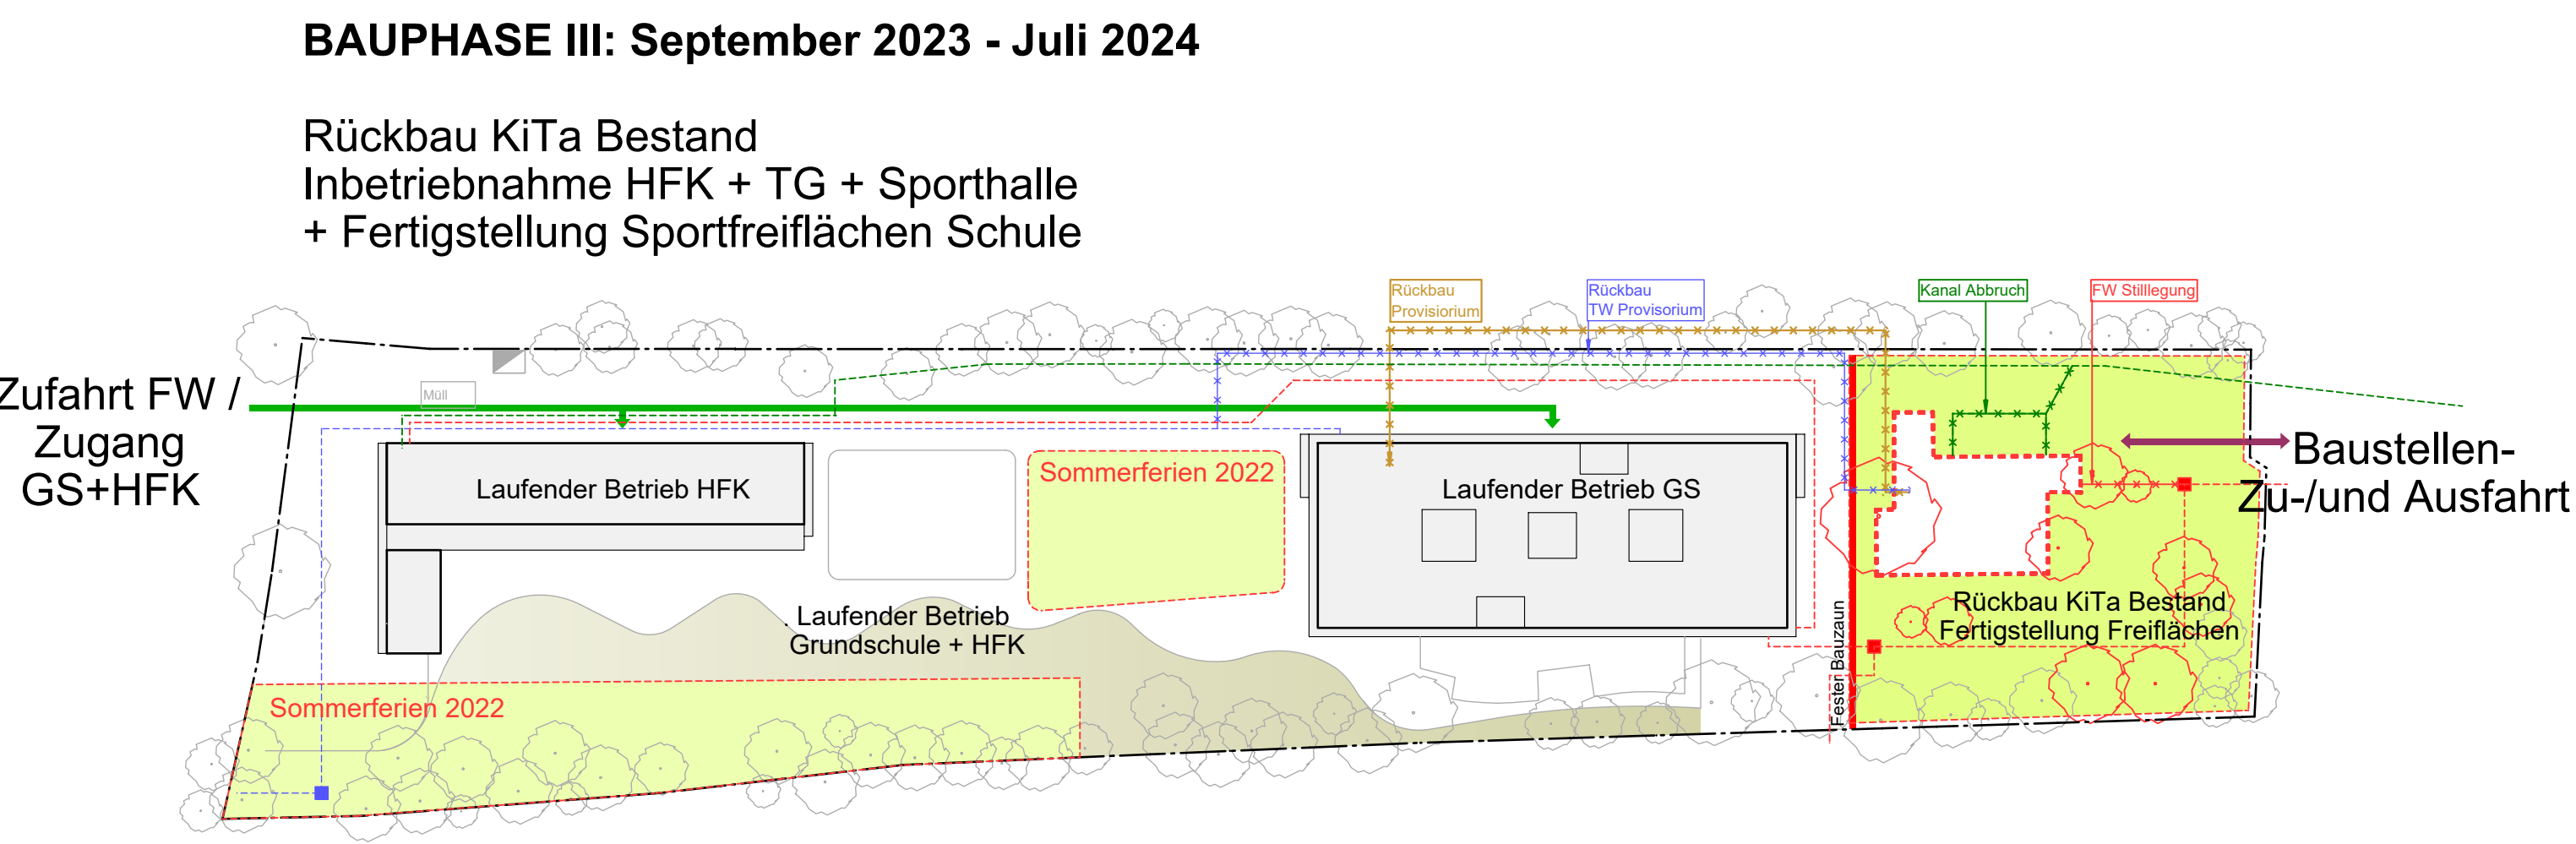 BAUPHASE III: September 2023 - Juli 2024
Rückbau KiTa Bestand
Inbetriebnahme HFK + TG + Sporthalle
+ Fertigstellung Sportfreiflächen Schule
Rückbau
Provisiorium
Rückbau
TW Provisorium
Kanal Abbruch
FW Stilllegung
Zufahrt FW /
Zugang
GS+HFK
Müll
Laufender Betrieb HFK
Sommerferien 2022
Laufender Betrieb GS
Baustellen-
Zu-/und Ausfahrt
. Laufender Betrieb
Grundschule + HFK
Rückbau KiTa Bestand
Fertigstellung Freiflächen
Festen Bauzaun
Sommerferien 2022